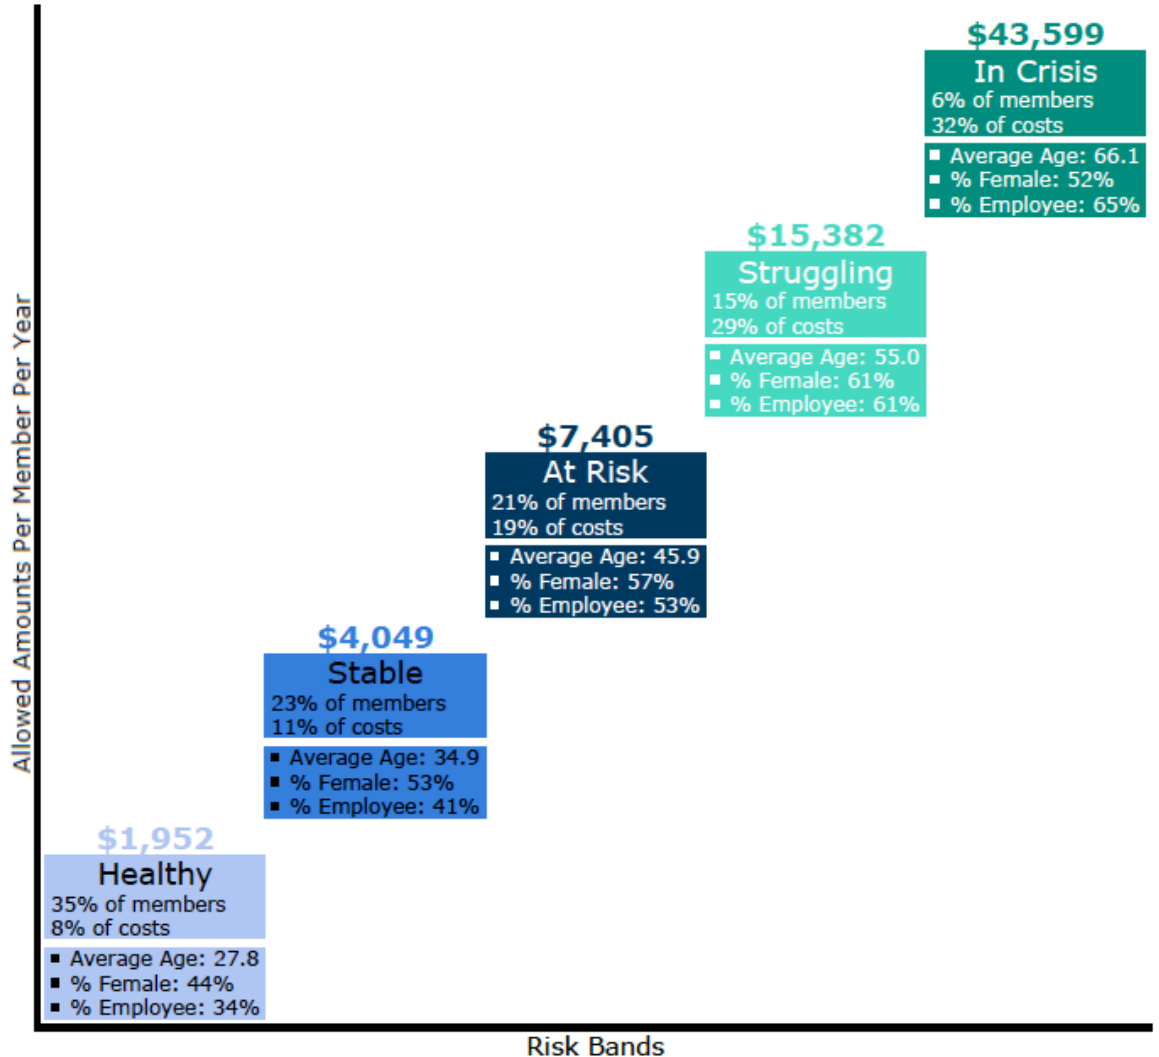 $43,599
In Crisis
6% of members
32% of costs
Average Age: 66.1
% Female: 52%
% Employee: 65%
$15,382
Struggling
15% of members
29% of costs
Average Age: 55.0
% Female: 61%
% Employee: 61%
$7,405
At Risk
21% of members
19% of costs
Average Age: 45.9
% Female: 57%
% Employee: 53%
$4,049
Stable
23% of members
11% of costs
Average Age: 34.9
% Female: 53%
% Employee: 41%
$1,952
Healthy
35% of members
8% of costs
Average Age: 27.8
% Female: 44%
% Employee: 34%
Allowed Amounts Per Member Per Year
Risk Bands